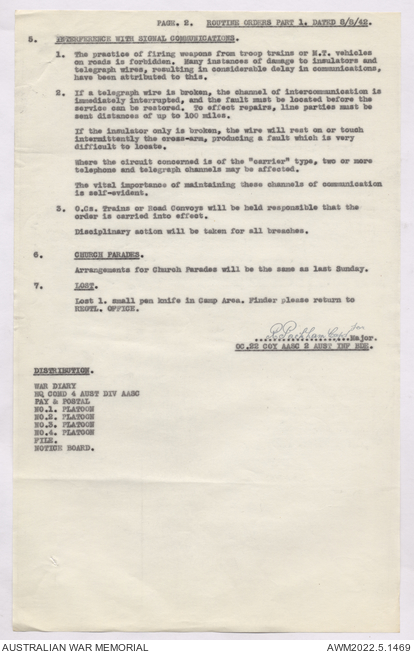 PAGE. 2. ROUTINE ORDERS PART 1. DATED 8/8/42.
5. INTERFERENCE WITH SIGNAL COMMUNICATIONS.
1. The practice of firing weapons from troop trains or M.T. vehicles
on roads is forbidden. Many instances of damage to insulators and
telegraph wires, resulting in considerable delay in communications,
have been attributed to this.
2. If a telegraph wire is broken, the channel of intercommunication is
immediately interrupted, and the fault must be located before the
service can be restored. To effect repairs, line parties must be
sent distances of up to 100 miles.
If the insulator only is broken, the wire will rest on or touch
intermittently the cross-arm, producing a fault which is very
difficult to locate.
Where the circuit concerned is of the "carrier" type, two or more
telephone and telegraph channels may be affected.
The vital importance of maintaining these channels of communication
is self-evident.
3. O.Cs. Trains or Road Convoys will be held responsible that the
order is carried into effect.
Disciplinary action will be taken for all breaches.
6. CHURCH PARADES.
Arrangements for Church Parades will be the same as last Sunday.
7. LOST.
Lost 1. small pen knife in Camp Area. Finder please return to
REGTL. OFFICE.
Capt for
Major.
OC.22 COY AASC 2 AUST INF BDE.
DISTRIBUTION.
WAR DIARY
HQ COMD 4 AUST DIV AASC
PAY & POSTAL
NO.1. PLATOON
NO.2. PLATOON
NO.3. PLATOON
NO.4. PLATOON
FILE.
NOTICE BOARD.
AUSTRALIAN WAR MEMORIAL
AWM2022.5.1469